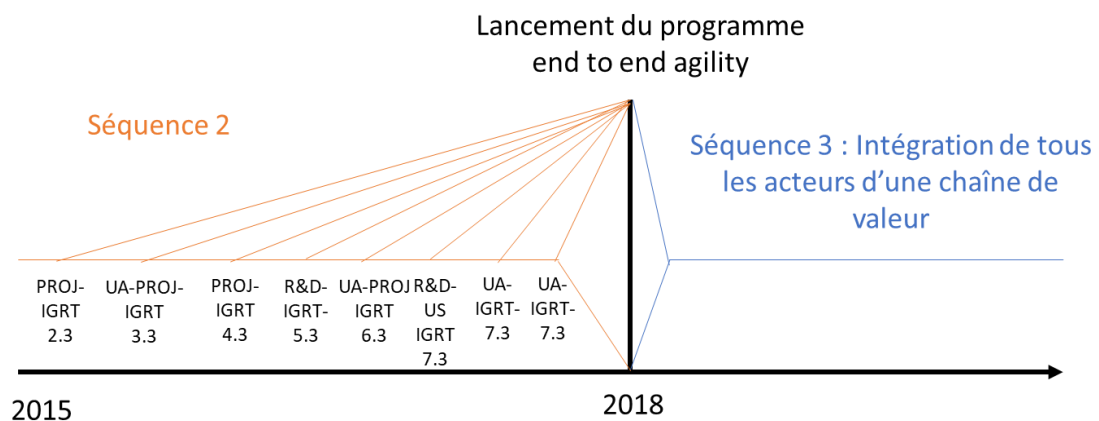 Lancement du programme
end to end agility
Séquence 2
Séquence 3 : Intégration de tous
les acteurs d'une chaîne de
valeur
PROJ-
IGRT
2.3
UA-PROJ-
IGRT
3.3
PROJ-
IGRT
4.3
R&D-
IGRT-
5.3
UA-PROJ
IGRT
6.3
R&D-
US
IGRT
7.3
UA-
IGRT-
7.3
UA-
IGRT-
7.3
2015
2018